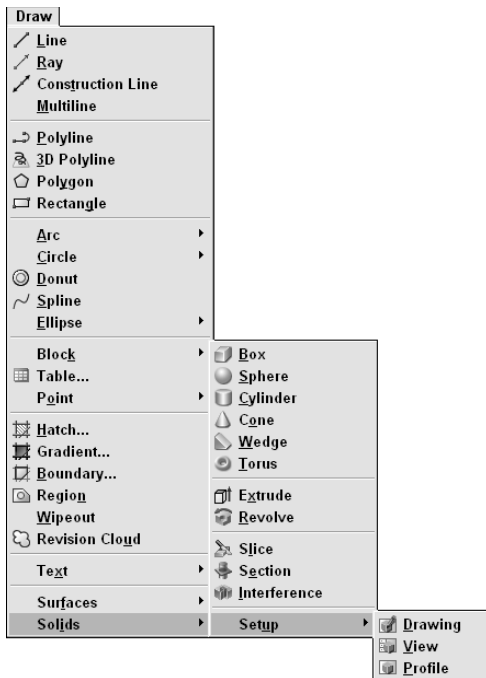 Draw
Line
Ray
Construction Line
Multiline
Polyline
3D Polyline
Polygon
Rectangle
Arc
Circle
Donut
Spline
Ellipse
Block
Table...
Point
Hatch...
Gradient...
Boundary...
Region
Wipeout
Revision Cloud
Text
Surfaces
Solids
Box
Sphere
Cylinder
Cone
Wedge
Torus
Extrude
Revolve
Slice
Section
Interference
Setup
Drawing
View
Profile